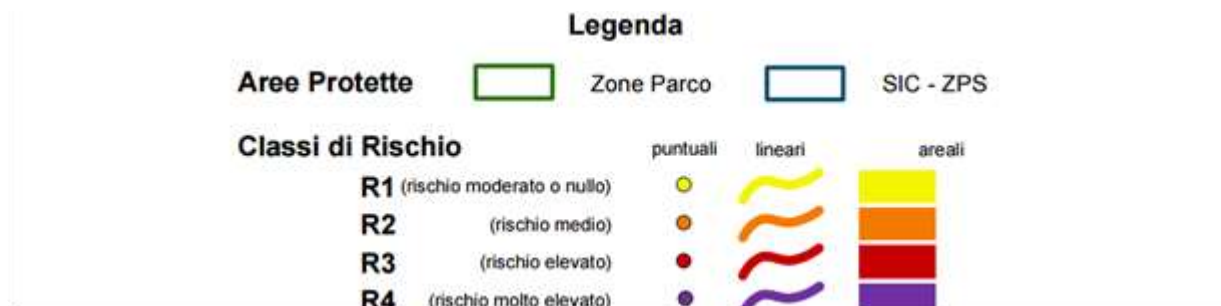 Legenda
Aree Protette Zone Parco SIC - ZPS
Classi di Rischio puntuali lineari areali
R1 (rischio moderato o nullo)
R2 (rischio medio)
R3 (rischio elevato)
R4 (rischio molto elevato)